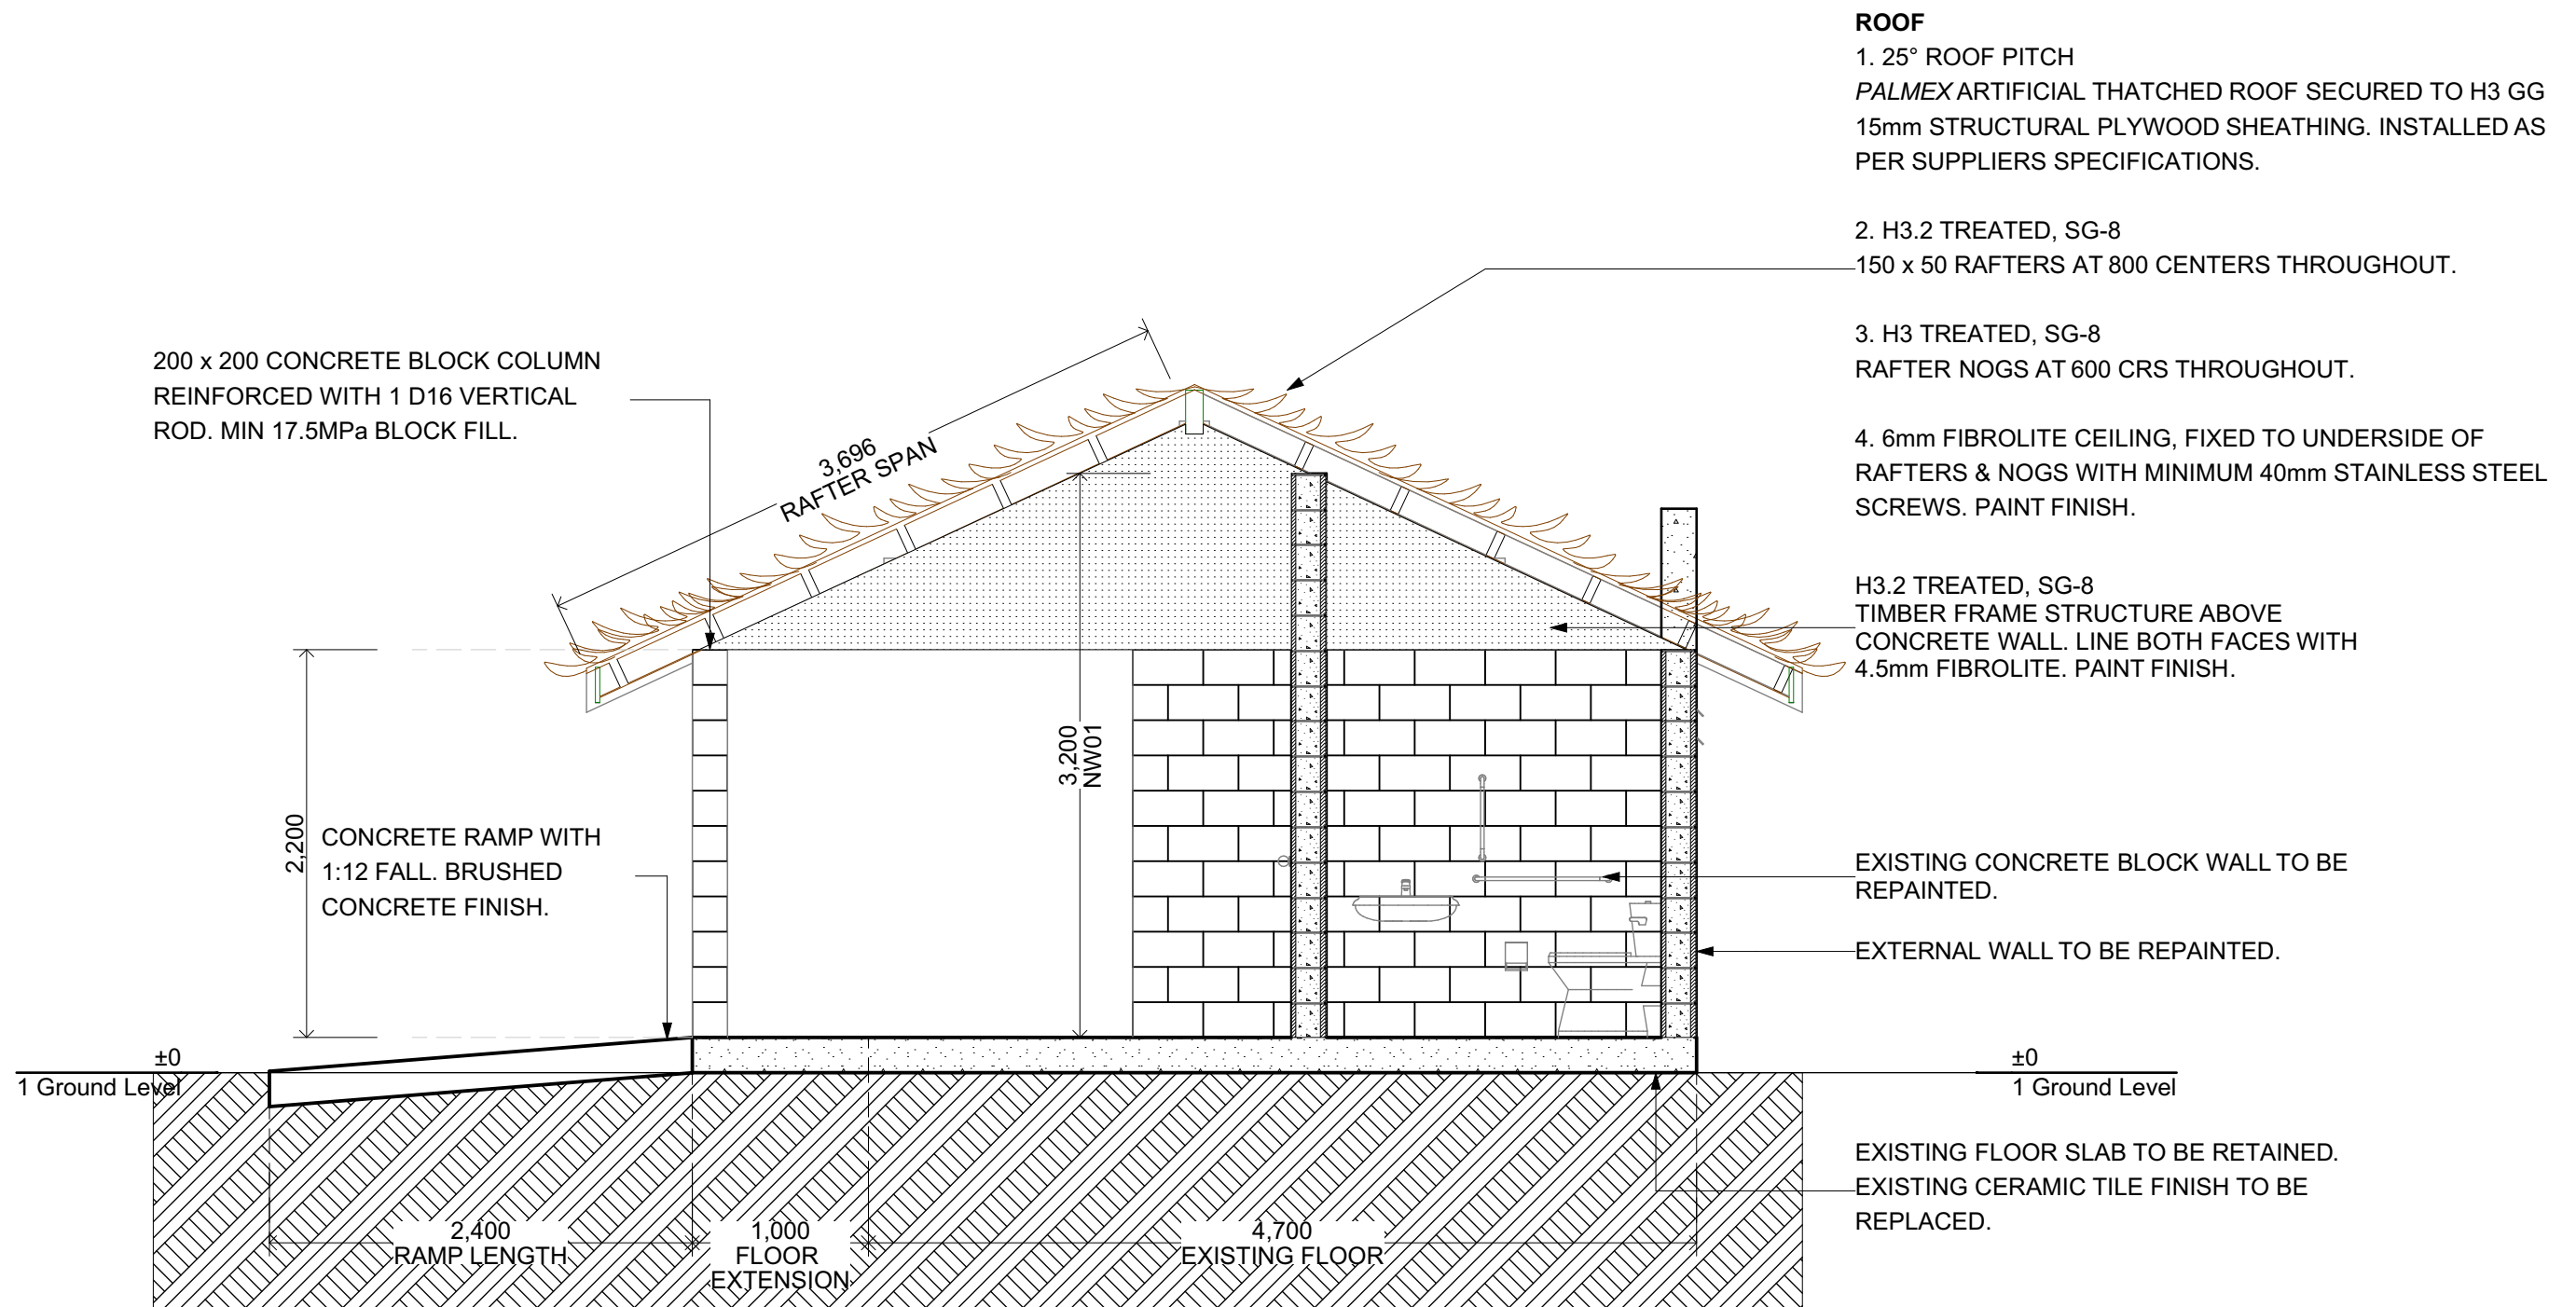 ROOF
1. 25° ROOF PITCH
PALMEX ARTIFICIAL THATCHED ROOF SECURED TO H3 GG
15mm STRUCTURAL PLYWOOD SHEATHING. INSTALLED AS
PER SUPPLIERS SPECIFICATIONS.
2. H3.2 TREATED, SG-8
150 x 50 RAFTERS AT 800 CENTERS THROUGHOUT.
3. H3 TREATED, SG-8
RAFTER NOGS AT 600 CRS THROUGHOUT.
4. 6mm FIBROLITE CEILING, FIXED TO UNDERSIDE OF
RAFTERS & NOGS WITH MINIMUM 40mm STAINLESS STEEL
SCREWS. PAINT FINISH.
H3.2 TREATED, SG-8
TIMBER FRAME STRUCTURE ABOVE
CONCRETE WALL. LINE BOTH FACES WITH
4.5mm FIBROLITE. PAINT FINISH.
200 x 200 CONCRETE BLOCK COLUMN
REINFORCED WITH 1 D16 VERTICAL
ROD. MIN 17.5MPa BLOCK FILL.
3,696
RAFTER SPAN
3,200
NW01
2,200
CONCRETE RAMP WITH
1:12 FALL. BRUSHED
CONCRETE FINISH.
EXISTING CONCRETE BLOCK WALL TO BE
REPAINTED.
EXTERNAL WALL TO BE REPAINTED.
±0
1 Ground Level
±0
1 Ground Level
EXISTING FLOOR SLAB TO BE RETAINED.
EXISTING CERAMIC TILE FINISH TO BE
REPLACED.
2,400
RAMP LENGTH
1,000
FLOOR
EXTENSION
4,700
EXISTING FLOOR